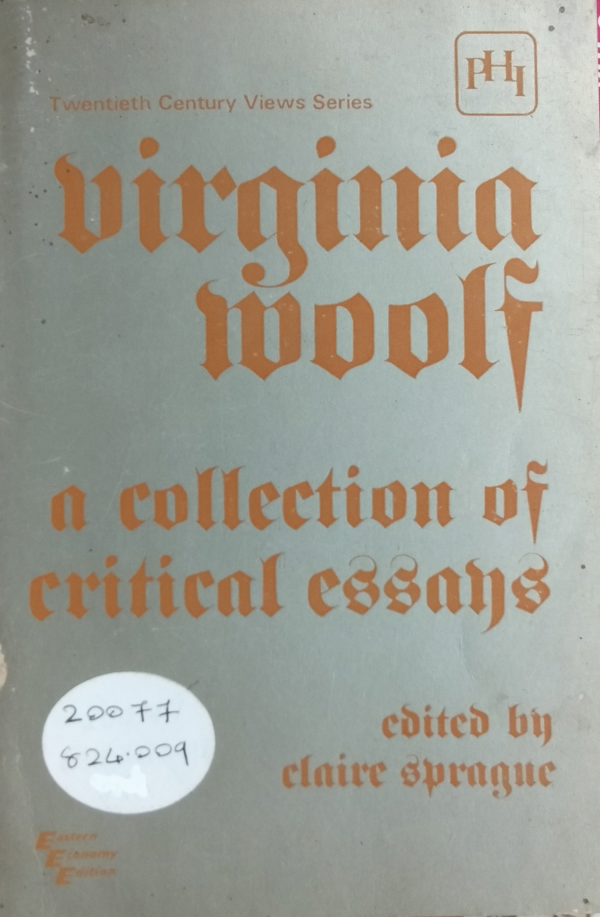 PHI
Twentieth Century Views Series
virginia
woolf
a collection of
critical essays
20077
824.009
edited by
claire sprague
Eastern
Economy
Edition